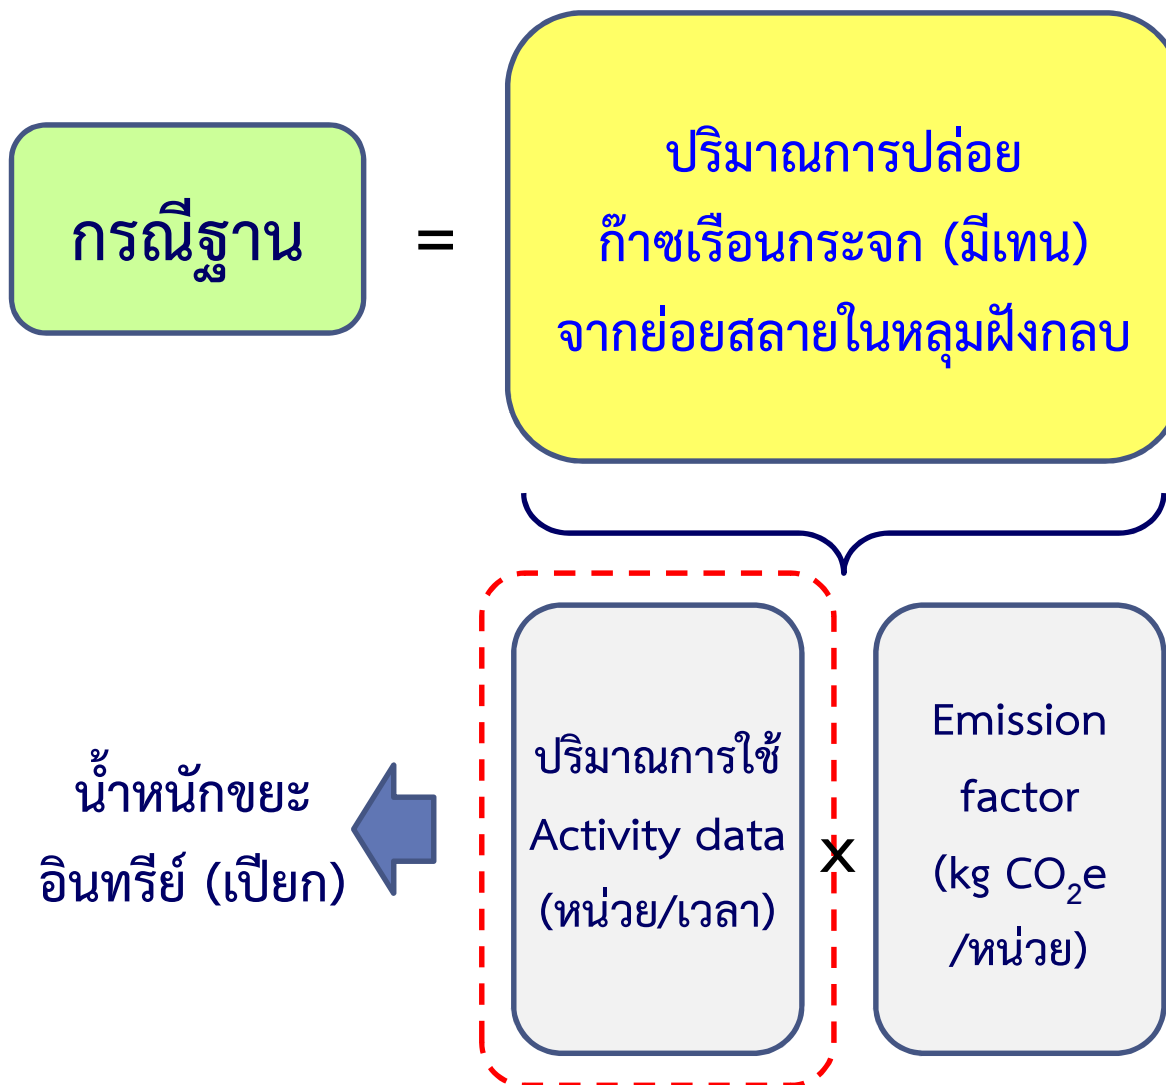 กรณีฐาน
=
ปริมาณการปล่อย
ก๊าซเรือนกระจก (มีเทน)
จากย่อยสลายในหลุมฝังกลบ
น้ำหนักขยะ
อินทรีย์ (เปียก)
ปริมาณการใช้
Activity data
(หน่วย/เวลา)
x
Emission
factor
(kg CO₂e
/หน่วย)